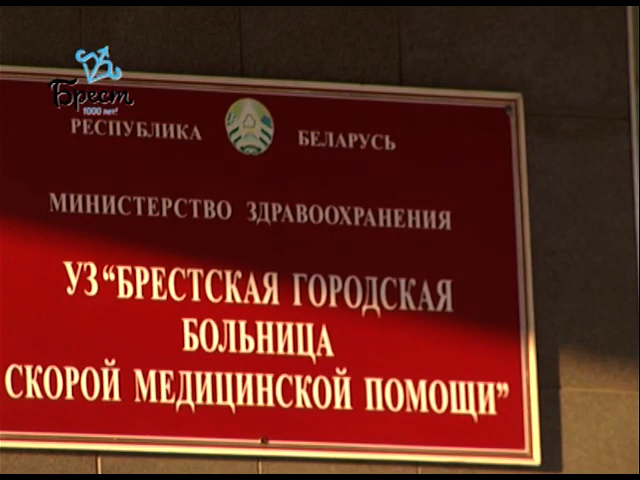 Брест
1000 лет!
РЕСПУБЛИКА БЕЛАРУСЬ
МИНИСТЕРСТВО ЗДРАВООХРАНЕНИЯ
УЗ “БРЕСТСКАЯ ГОРОДСКАЯ
БОЛЬНИЦА
СКОРОЙ МЕДИЦИНСКОЙ ПОМОЩИ”